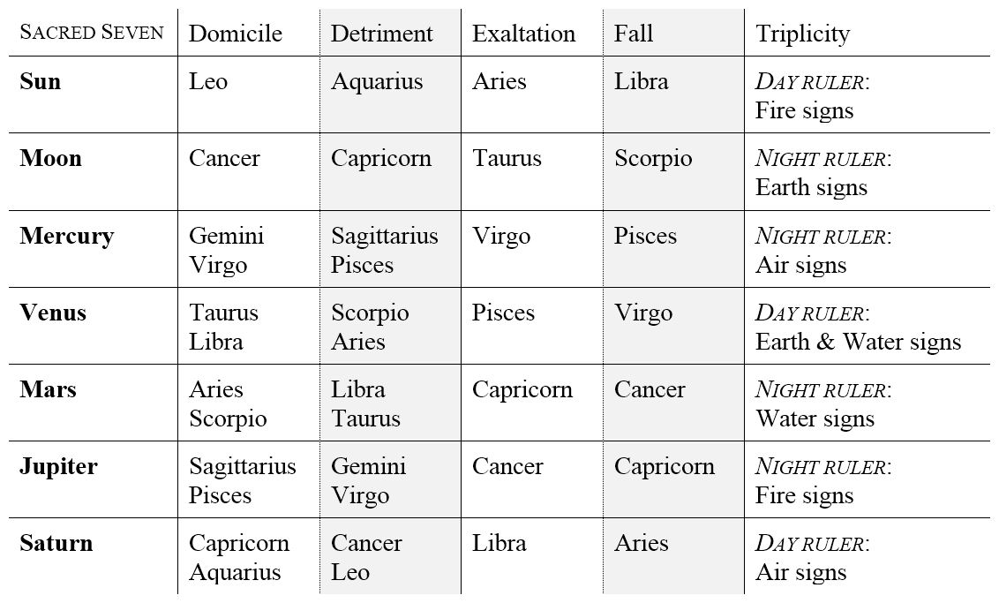 SACRED SEVEN Domicile Detriment Exaltation Fall Triplicity
Sun Leo Aquarius Aries Libra DAY RULER:
Fire signs
Moon Cancer Capricorn Taurus Scorpio NIGHT RULER:
Earth signs
Mercury Gemini Sagittarius Virgo Pisces NIGHT RULER:
Virgo Pisces Air signs
Venus Taurus Scorpio Pisces Virgo DAY RULER:
Libra Aries Earth & Water signs
Mars Aries Libra Capricorn Cancer NIGHT RULER:
Scorpio Taurus Water signs
Jupiter Sagittarius Gemini Cancer Capricorn NIGHT RULER:
Pisces Virgo Fire signs
Saturn Capricorn Cancer Libra Aries DAY RULER:
Aquarius Leo Air signs